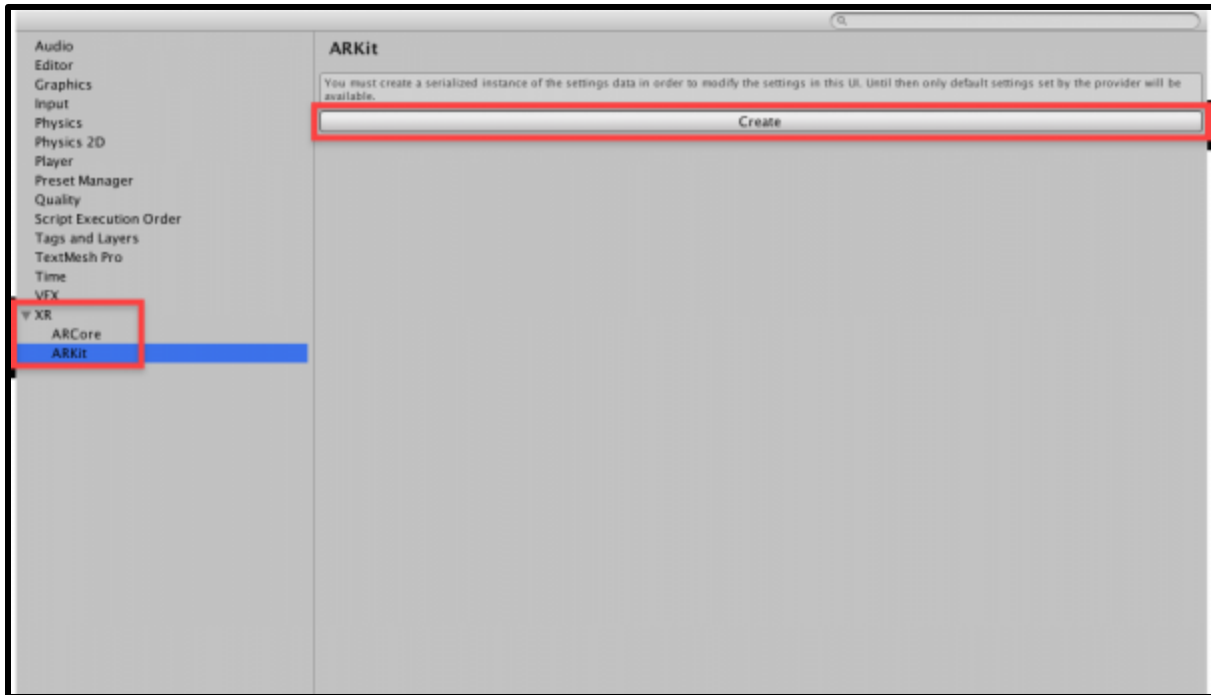 Audio
Editor
Graphics
Input
Physics
Physics 2D
Player
Preset Manager
Quality
Script Execution Order
Tags and Layers
TextMesh Pro
Time
VFX
XR
ARCore
ARKit
ARKit
You must create a serialized instance of the settings data in order to modify the settings in this UI. Until then only default settings set by the provider will be
available.
Create